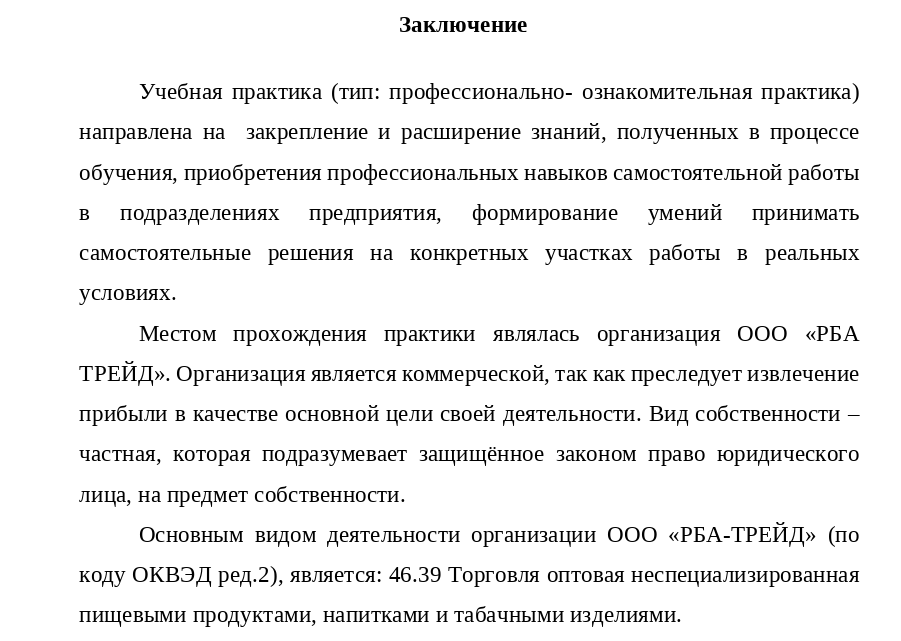 Заключение
Учебная практика (тип: профессионально- ознакомительная практика)
направлена на  закрепление и расширение знаний, полученных в процессе
обучения, приобретения профессиональных навыков самостоятельной работы
в подразделениях предприятия, формирование умений принимать
самостоятельные решения на конкретных участках работы в реальных
условиях.
Местом прохождения практики являлась организация ООО «РБА
ТРЕЙД». Организация является коммерческой, так как преследует извлечение
прибыли в качестве основной цели своей деятельности. Вид собственности –
частная, которая подразумевает защищённое законом право юридического
лица, на предмет собственности.
Основным видом деятельности организации ООО «РБА-ТРЕЙД» (по
коду ОКВЭД ред.2), является: 46.39 Торговля оптовая неспециализированная
пищевыми продуктами, напитками и табачными изделиями.